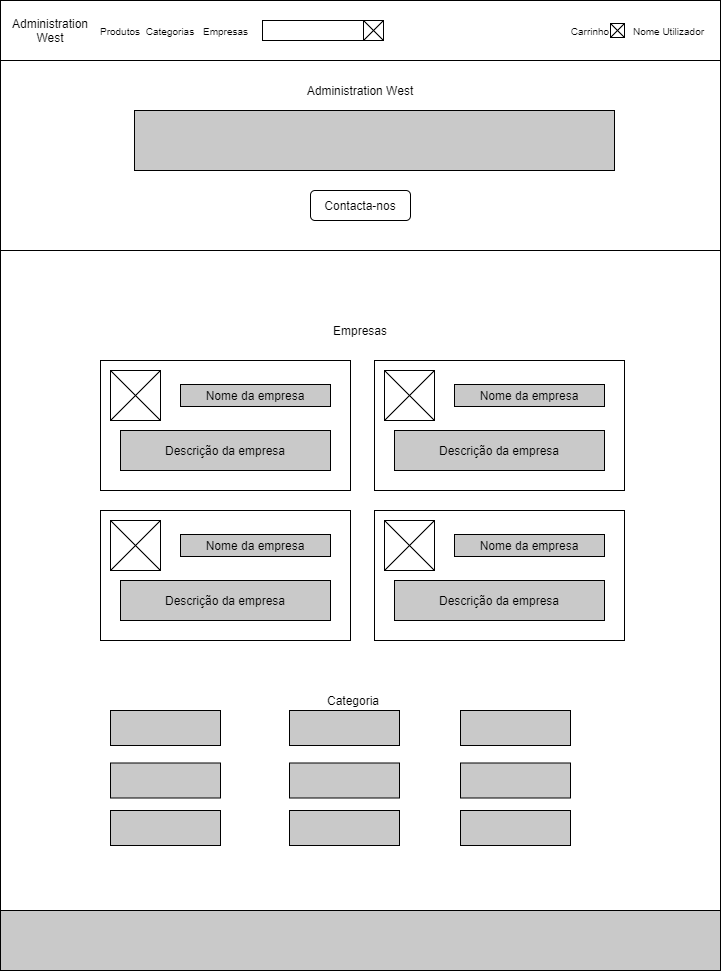 Administration
West
Produtos Categorias Empresas
Carrinho Nome Utilizador
Administration West
Contacta-nos
Empresas
Nome da empresa
Descrição da empresa
Nome da empresa
Descrição da empresa
Nome da empresa
Descrição da empresa
Nome da empresa
Descrição da empresa
Categoria